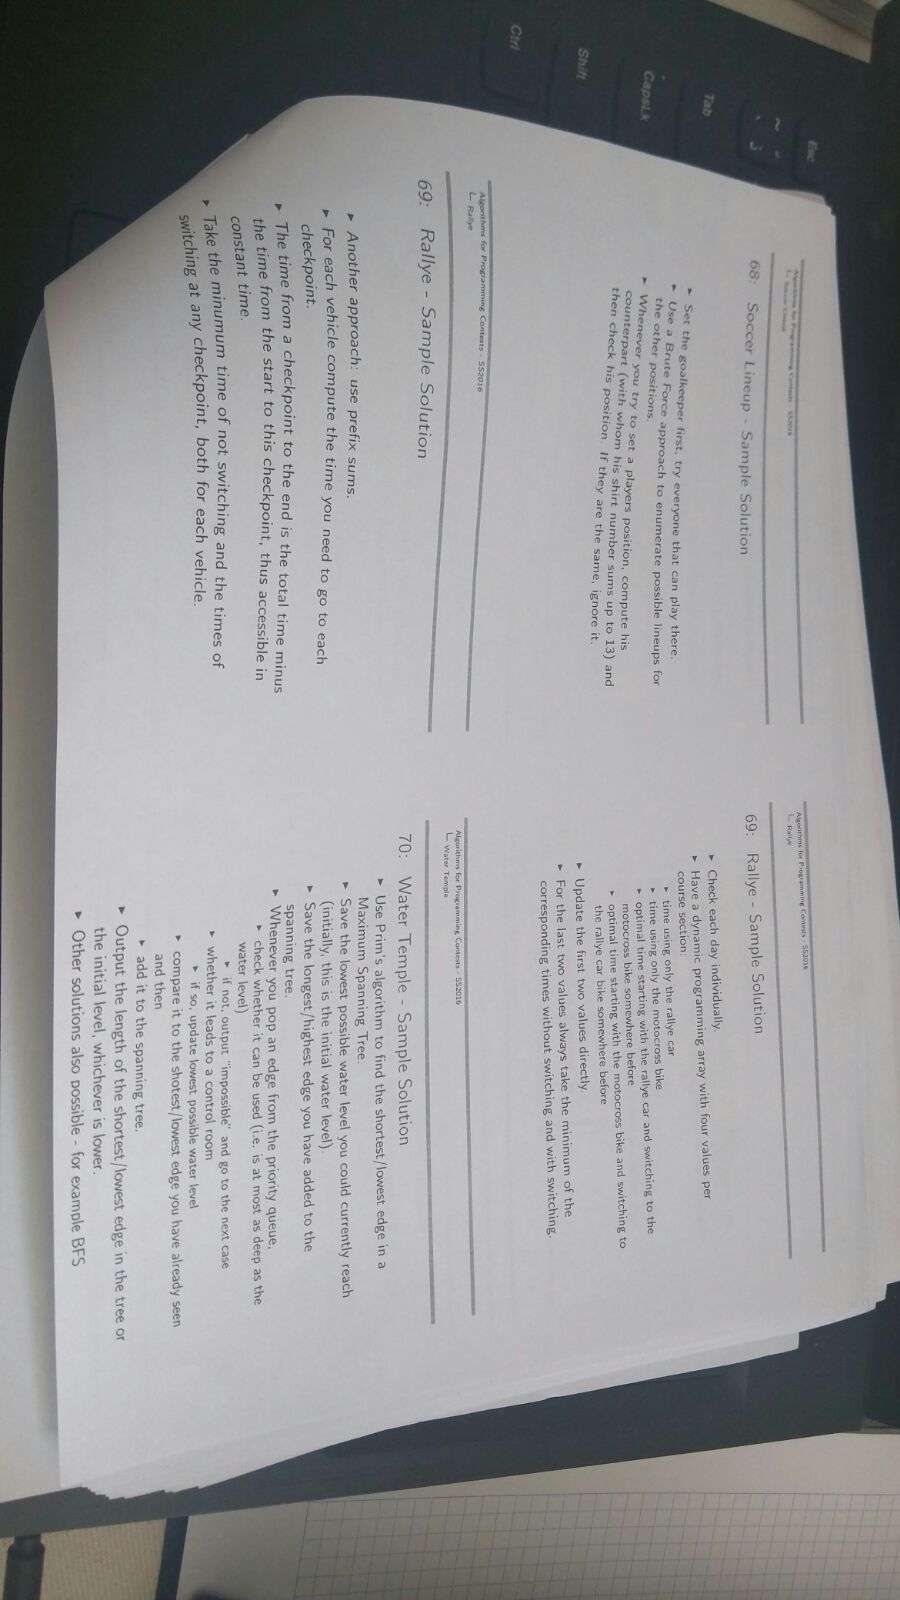 Esc
Tab
CapsLk
Shift
Ctrl
Algorithms for Programming Contests - SS2016
Soccer Lineup
68: Soccer Lineup - Sample Solution
▸ Set the goalkeeper first, try everyone that can play there.
▸ Use a Brute Force approach to enumerate possible lineups for
the other positions.
▸ Whenever you try to set a players position, compute his
counterpart (with whom his shirt number sums up to 13) and
then check his position. If they are the same, ignore it.
Algorithms for Programming Contests - SS2016
Rallye
69: Rallye - Sample Solution
▸ Check each day individually.
▸ Have a dynamic programming array with four values per
course section:
▸ time using only the rallye car
▸ time using only the motocross bike
▸ optimal time starting with the rallye car and switching to the
motocross bike somewhere before
▸ optimal time starting with the motocross bike and switching to
the rallye car bike somewhere before
▸ Update the first two values directly.
▸ For the last two values always take the minimum of the
corresponding times without switching and with switching.
Algorithms for Programming Contests - SS2016
Rallye
69: Rallye - Sample Solution
▸ Another approach: use prefix sums.
▸ For each vehicle compute the time you need to go to each
checkpoint.
▸ The time from a checkpoint to the end is the total time minus
the time from the start to this checkpoint, thus accessible in
constant time.
▸ Take the minumum time of not switching and the times of
switching at any checkpoint, both for each vehicle.
Algorithms for Programming Contests - SS2016
Water Temple
70: Water Temple - Sample Solution
▸ Use Prim's algorithm to find the shortest/lowest edge in a
Maximum Spanning Tree.
▸ Save the lowest possible water level you could currently reach
(initially, this is the initial water level).
▸ Save the longest/highest edge you have added to the
spanning tree.
▸ Whenever you pop an edge from the priority queue,
▸ check whether it can be used (i.e. is at most as deep as the
water level)
▸ if not, output "impossible" and go to the next case
▸ whether it leads to a control room
▸ if so, update lowest possible water level
▸ compare it to the shotest/lowest edge you have already seen
and then
▸ add it to the spanning tree.
▸ Output the length of the shortest/lowest edge in the tree or
the initial level, whichever is lower.
▸ Other solutions also possible - for example BFS